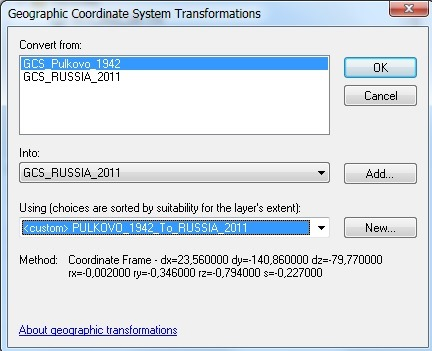 Geographic Coordinate System Transformations
Convert from:
GCS_Pulkovo_1942
GCS_RUSSIA_2011
OK
Cancel
Into:
GCS_RUSSIA_2011
Add...
Using (choices are sorted by suitability for the layer's extent):
<custom> PULKOVO_1942_To_RUSSIA_2011
New...
Method: Coordinate Frame - dx=23,560000 dy=-140,860000 dz=-79,770000
rx=-0,002000 ry=-0,346000 rz=-0,794000 s=-0,227000
About geographic transformations